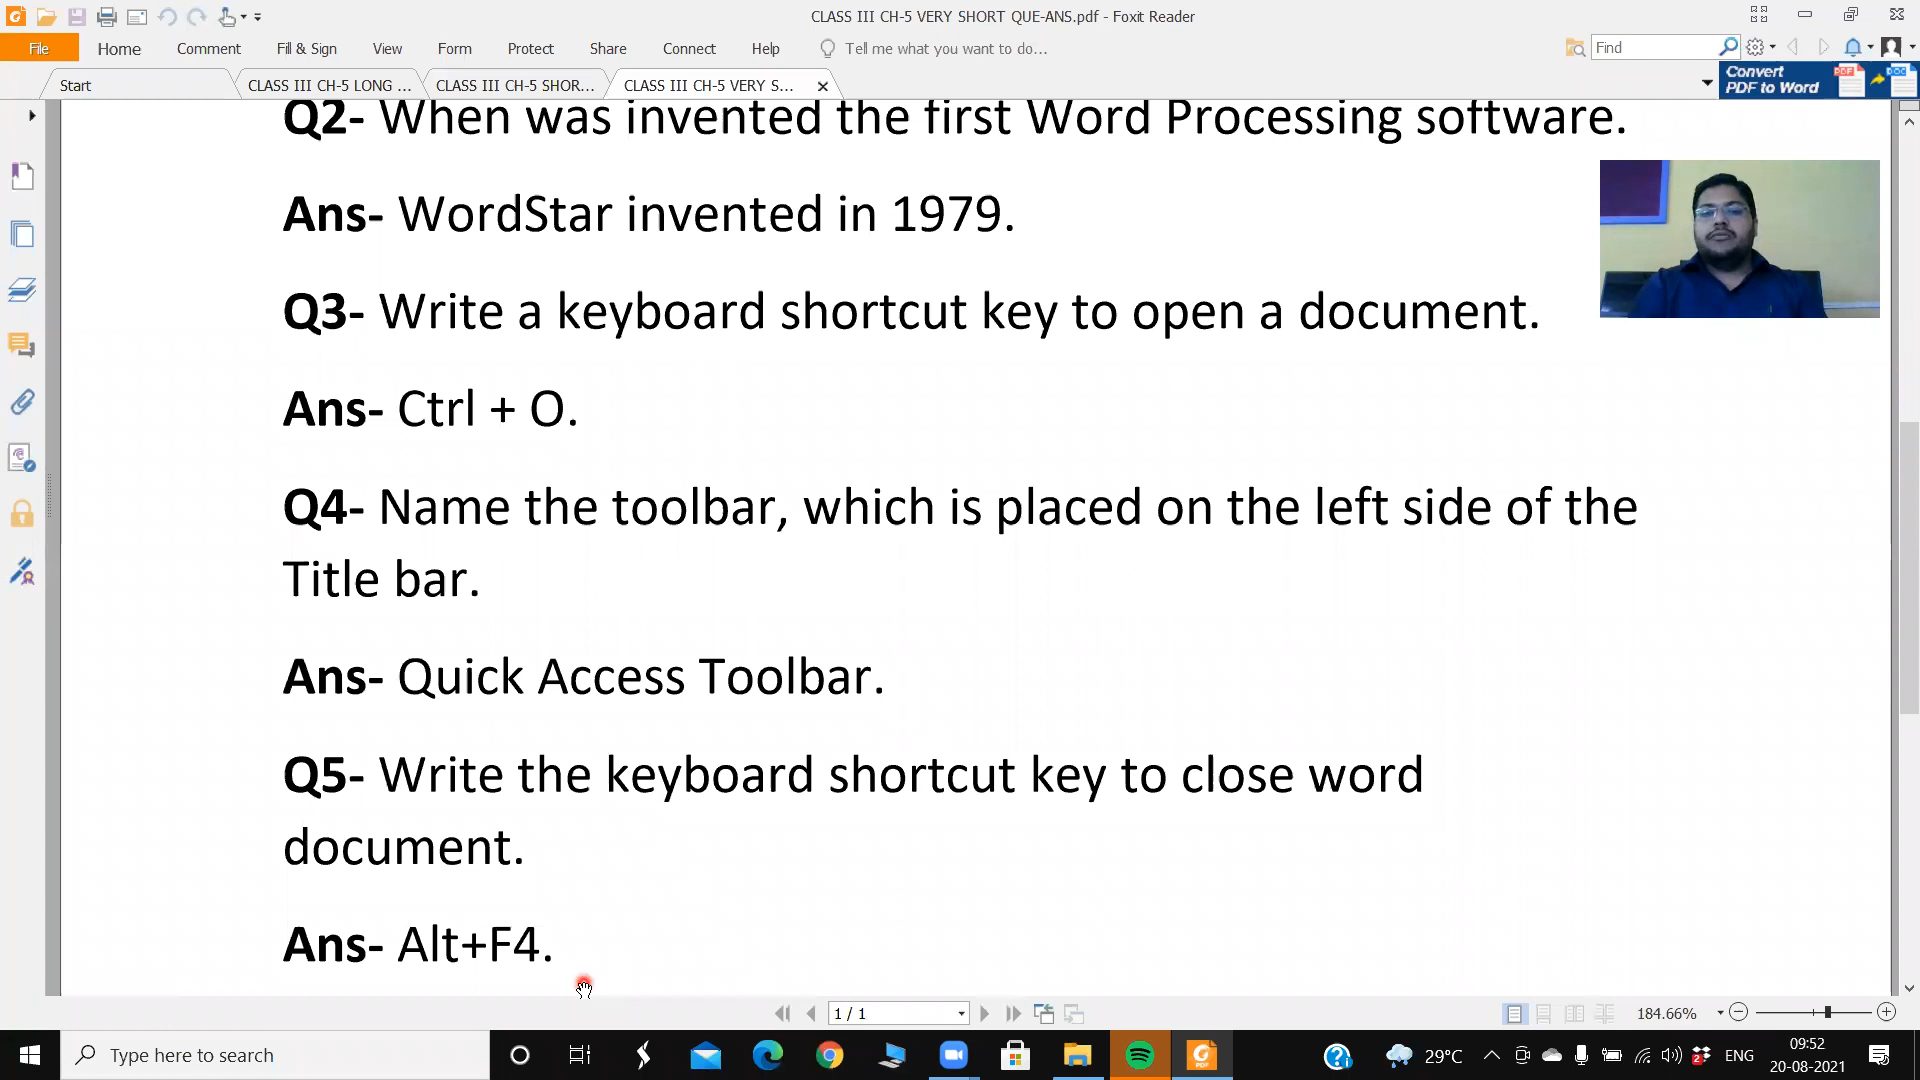 CLASS III CH-5 VERY SHORT QUE-ANS.pdf - Foxit Reader
File Home Comment Fill & Sign View Form Protect Share Connect Help Tell me what you want to do... Find
Start CLASS III CH-5 LONG ... CLASS III CH-5 SHOR... CLASS III CH-5 VERY S... Convert
PDF to Word PDF DOC
Q2- When was invented the first Word Processing software.
Ans- WordStar invented in 1979.
Q3- Write a keyboard shortcut key to open a document.
Ans- Ctrl + O.
Q4- Name the toolbar, which is placed on the left side of the
Title bar.
Ans- Quick Access Toolbar.
Q5- Write the keyboard shortcut key to close word
document.
Ans- Alt+F4.
1 / 1 184.66%
Type here to search 29°C ENG 09:52
20-08-2021